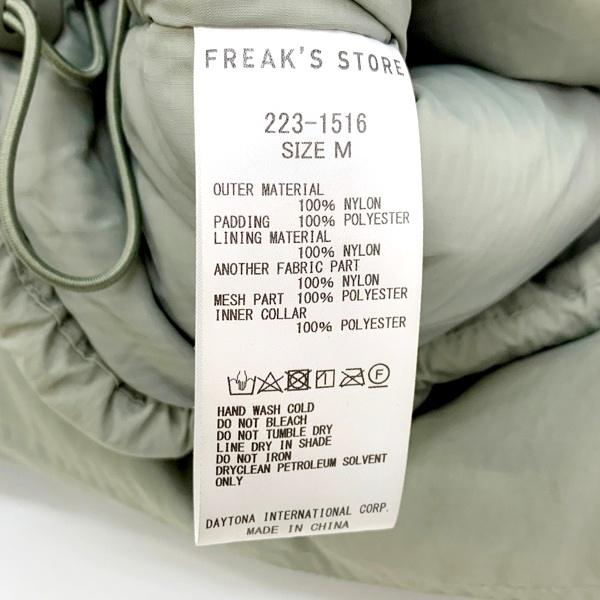 FREAK'S STORE
223-1516
SIZE M
OUTER MATERIAL
100% NYLON
PADDING 100% POLYESTER
LINING MATERIAL
100% NYLON
ANOTHER FABRIC PART
100% NYLON
MESH PART 100% POLYESTER
INNER COLLAR
100% POLYESTER
F
HAND WASH COLD
DO NOT BLEACH
DO NOT TUMBLE DRY
LINE DRY IN SHADE
DO NOT IRON
DRYCLEAN PETROLEUM SOLVENT
ONLY
DAYTONA INTERNATIONAL CORP.
MADE IN CHINA